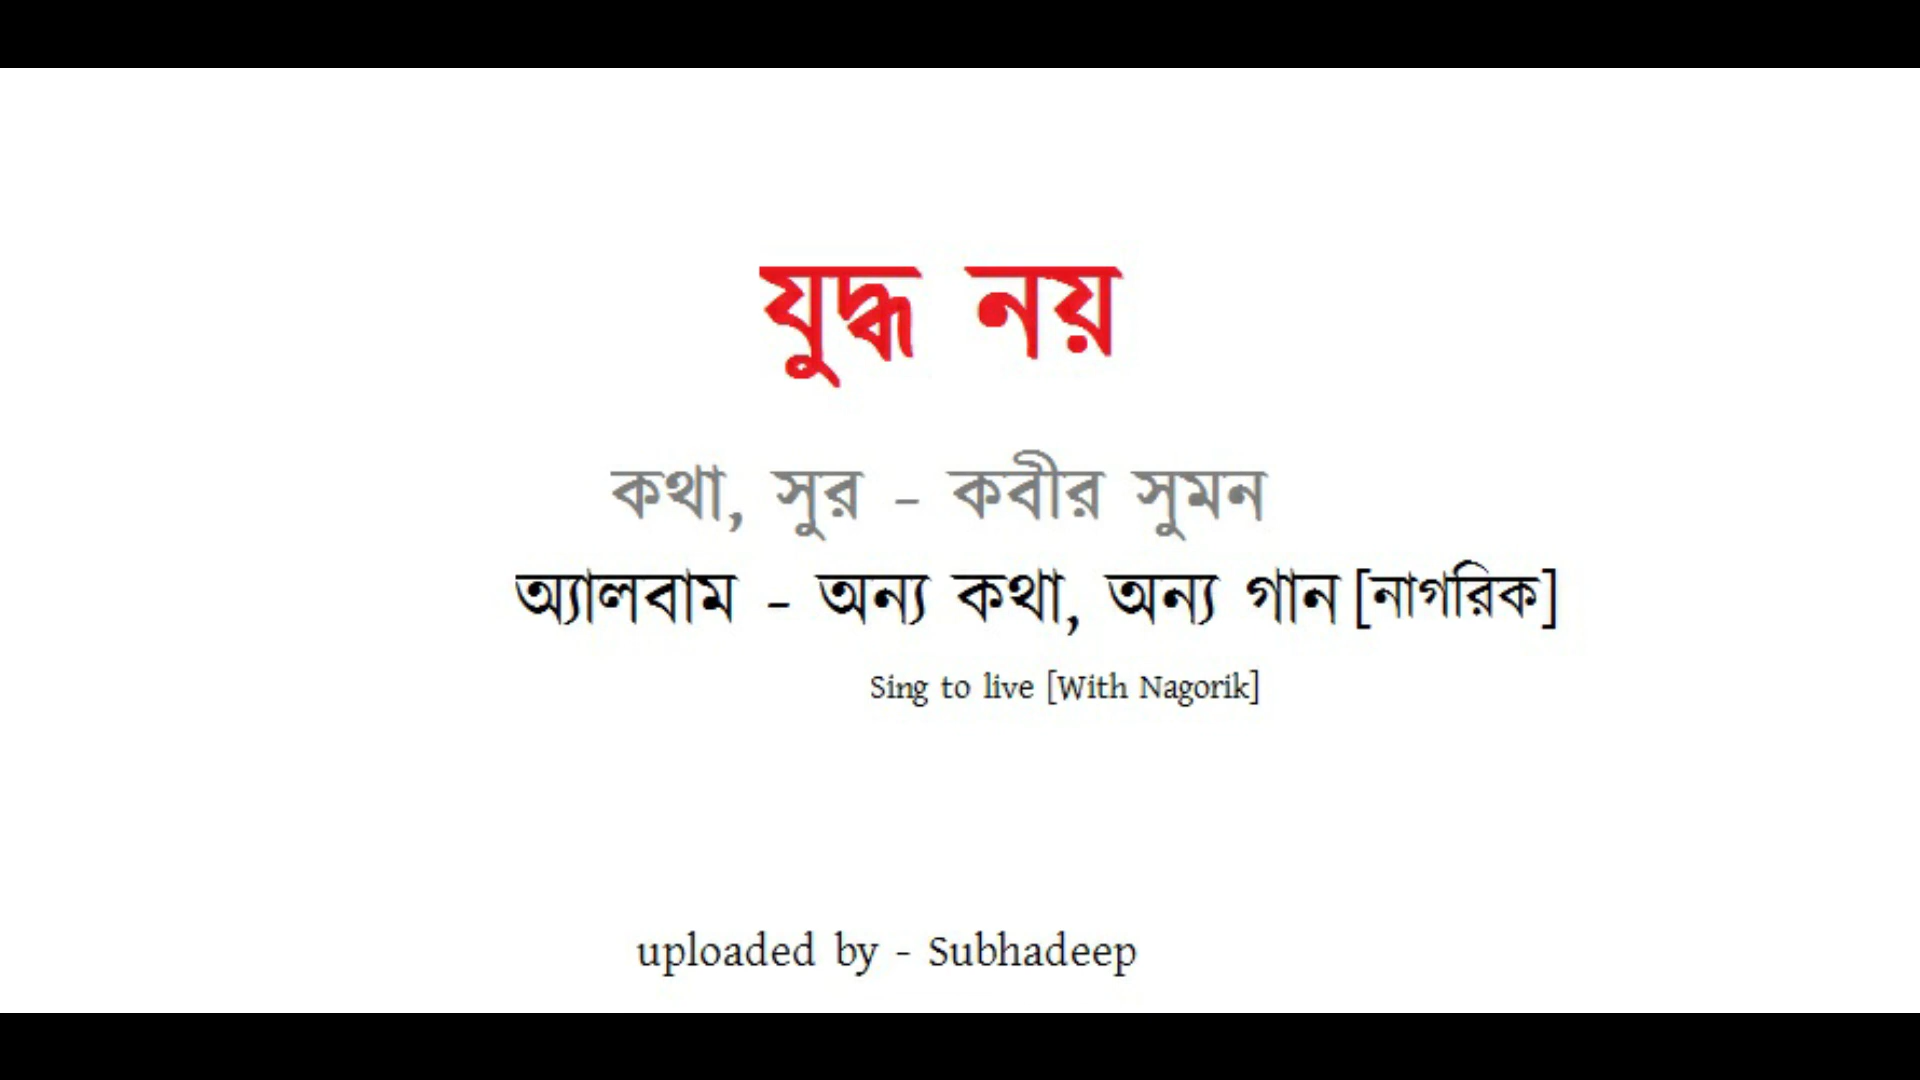 যুদ্ধ নয়
কথা, সুর - কবীর সুমন
অ্যালবাম - অন্য কথা, অন্য গান [নাগরিক]
Sing to live [With Nagorik]
uploaded by - Subhadeep